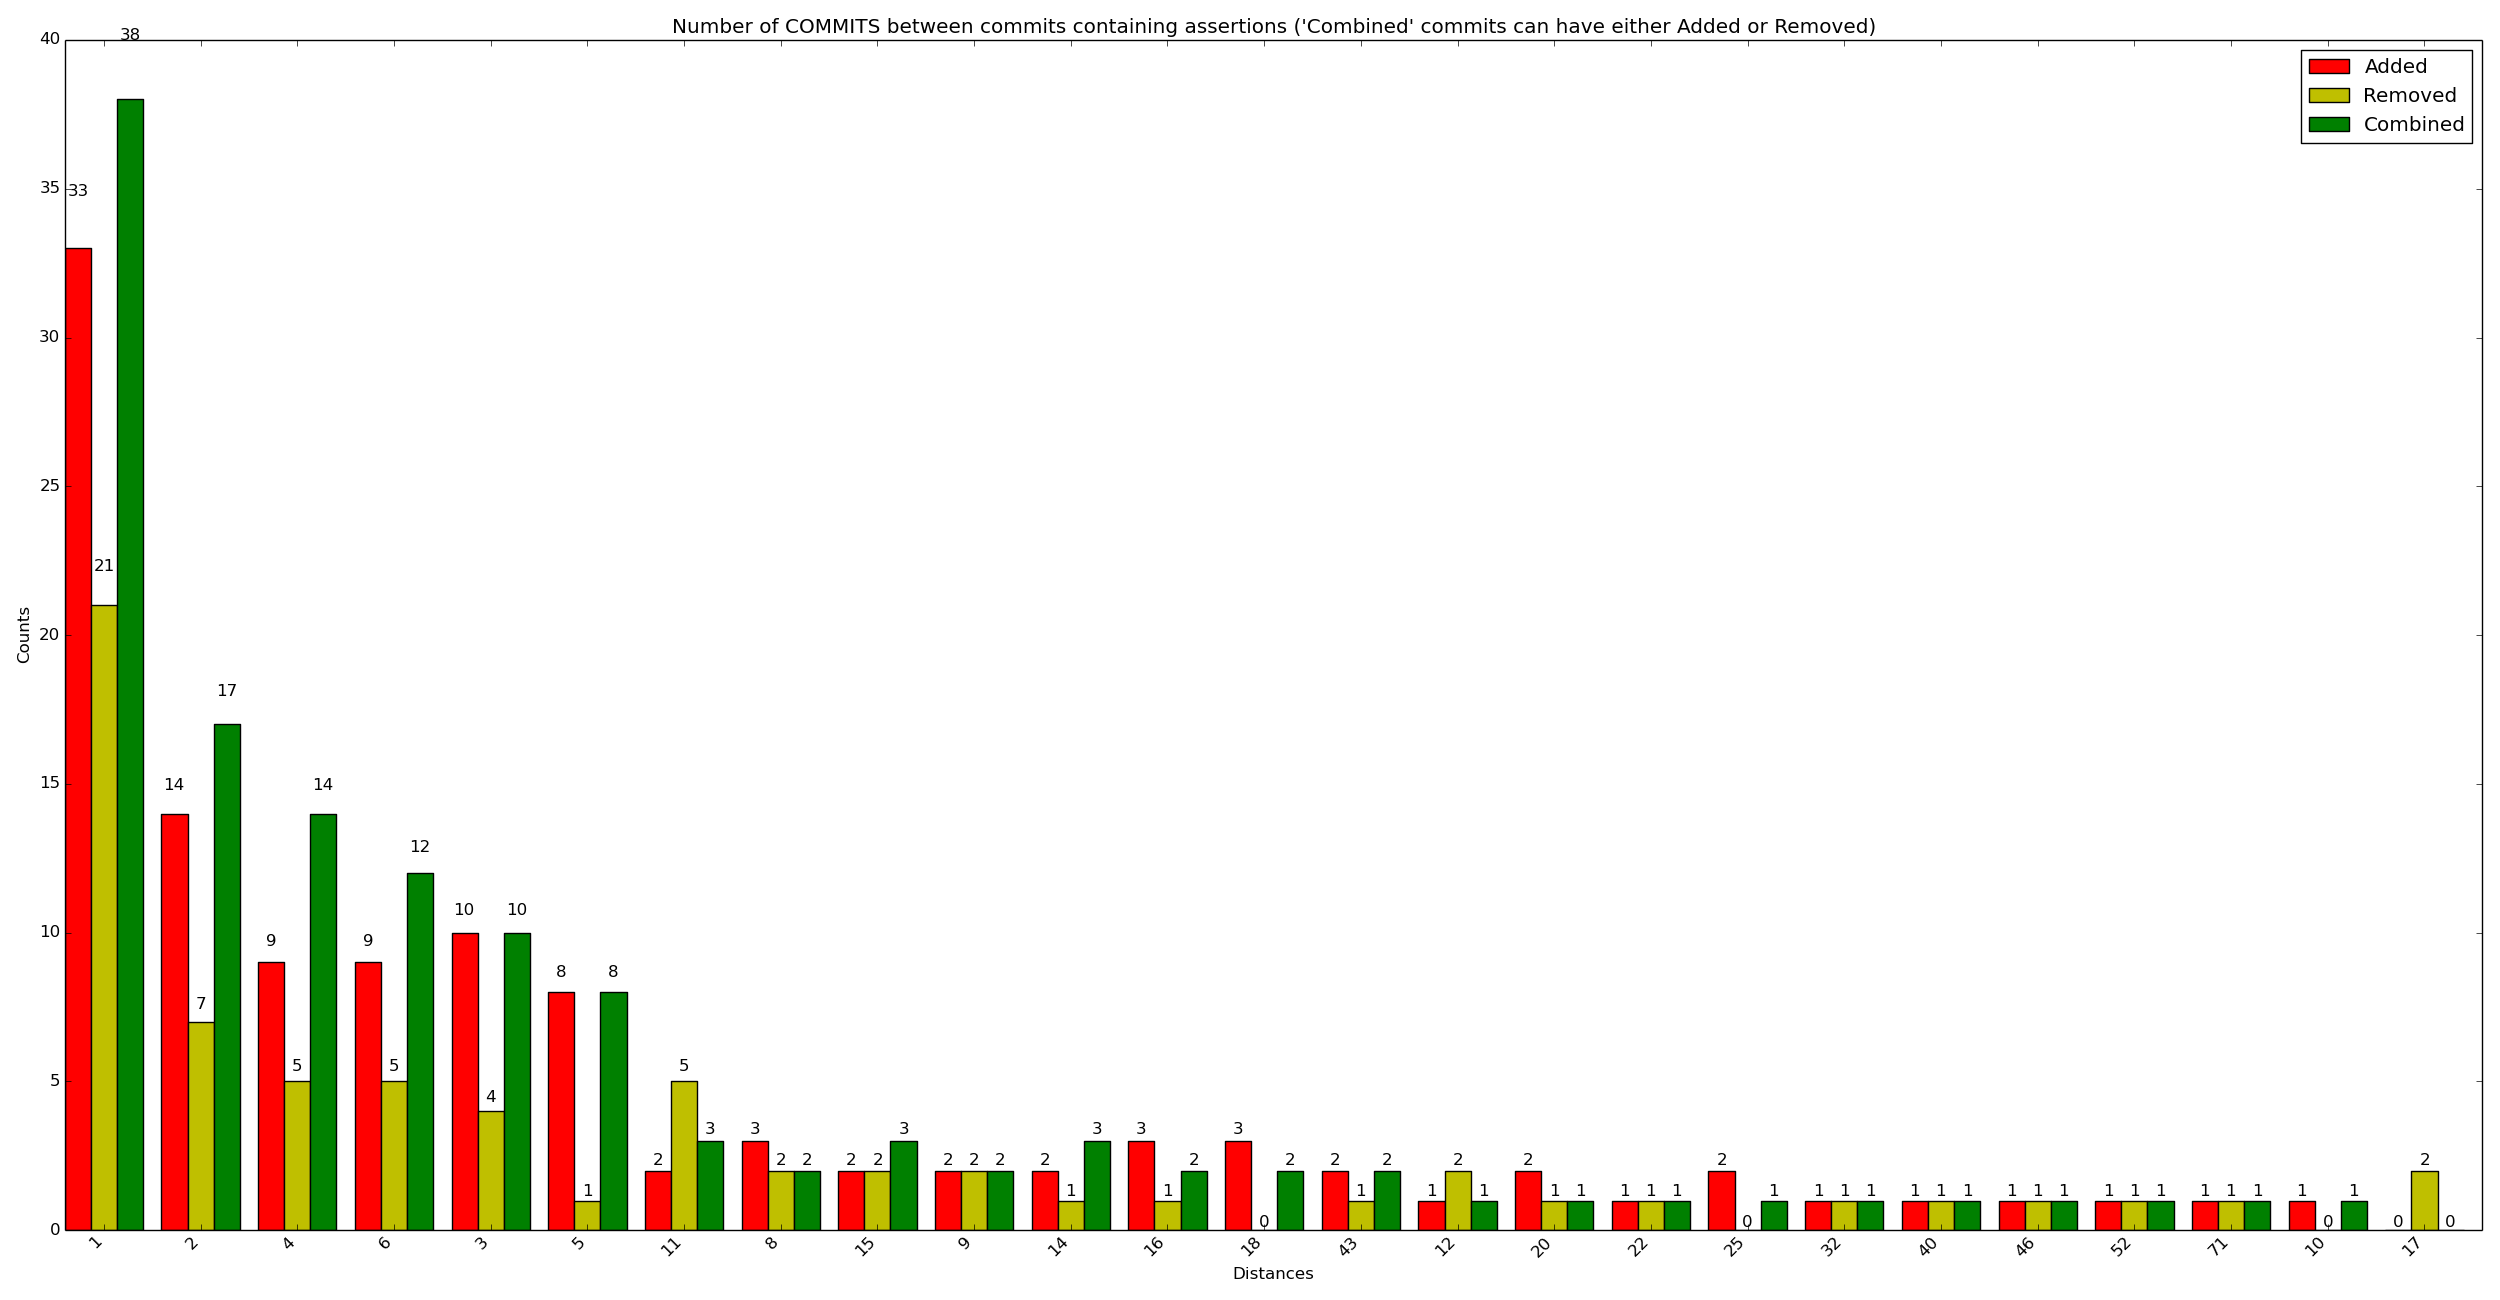 Number of COMMITS between commits containing assertions ('Combined' commits can have either Added or Removed)
Added
Removed
Combined
Counts
40
35
30
25
20
15
10
5
0
33 21 38
14 7 17
9 5 14
9 5 12
10 4 10
8 1 8
2 5 3
3 2 2
2 2 3
2 2 2
2 1 3
3 1 2
3 0 2
2 1 2
1 2 1
2 1 1
1 1 1
2 0 1
1 1 1
1 1 1
1 1 1
1 1 1
1 1 1
1 0 1
0 2 0
1 2 4 6 3 5 11 8 15 9 14 16 18 43 12 20 22 25 32 40 46 52 71 10 17
Distances